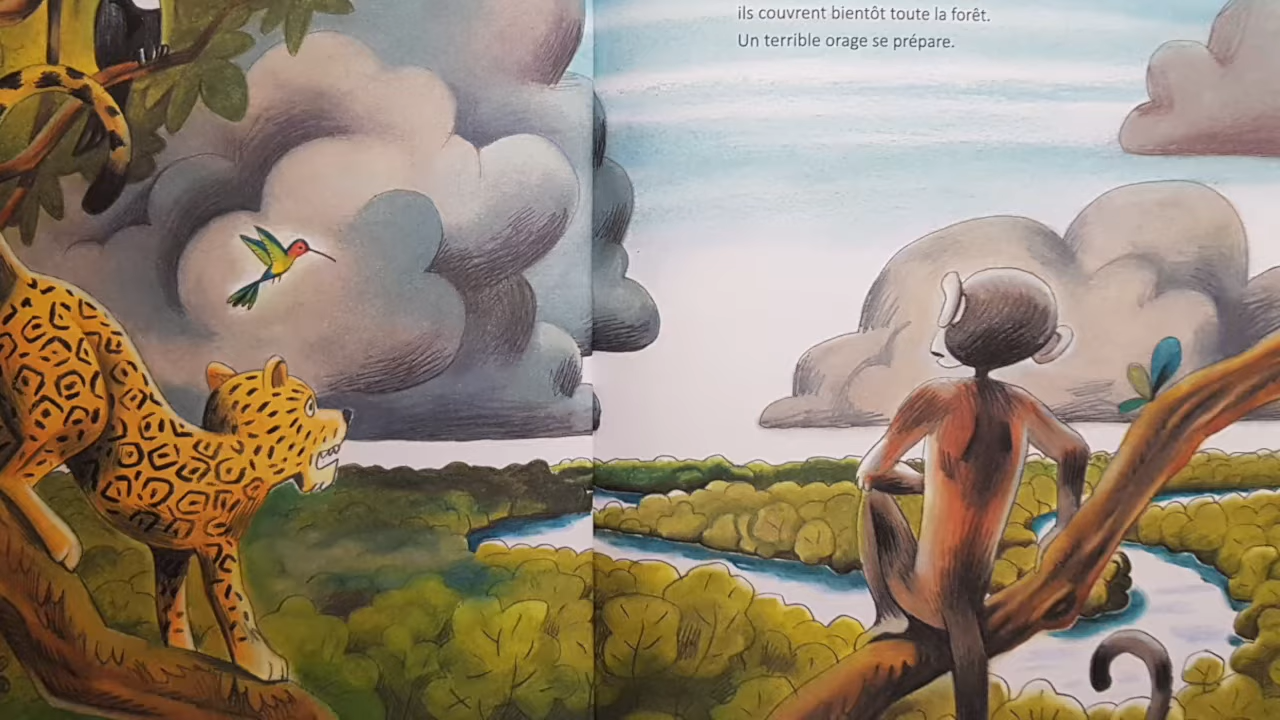 ils couvrent bientôt toute la forêt.
Un terrible orage se prépare.